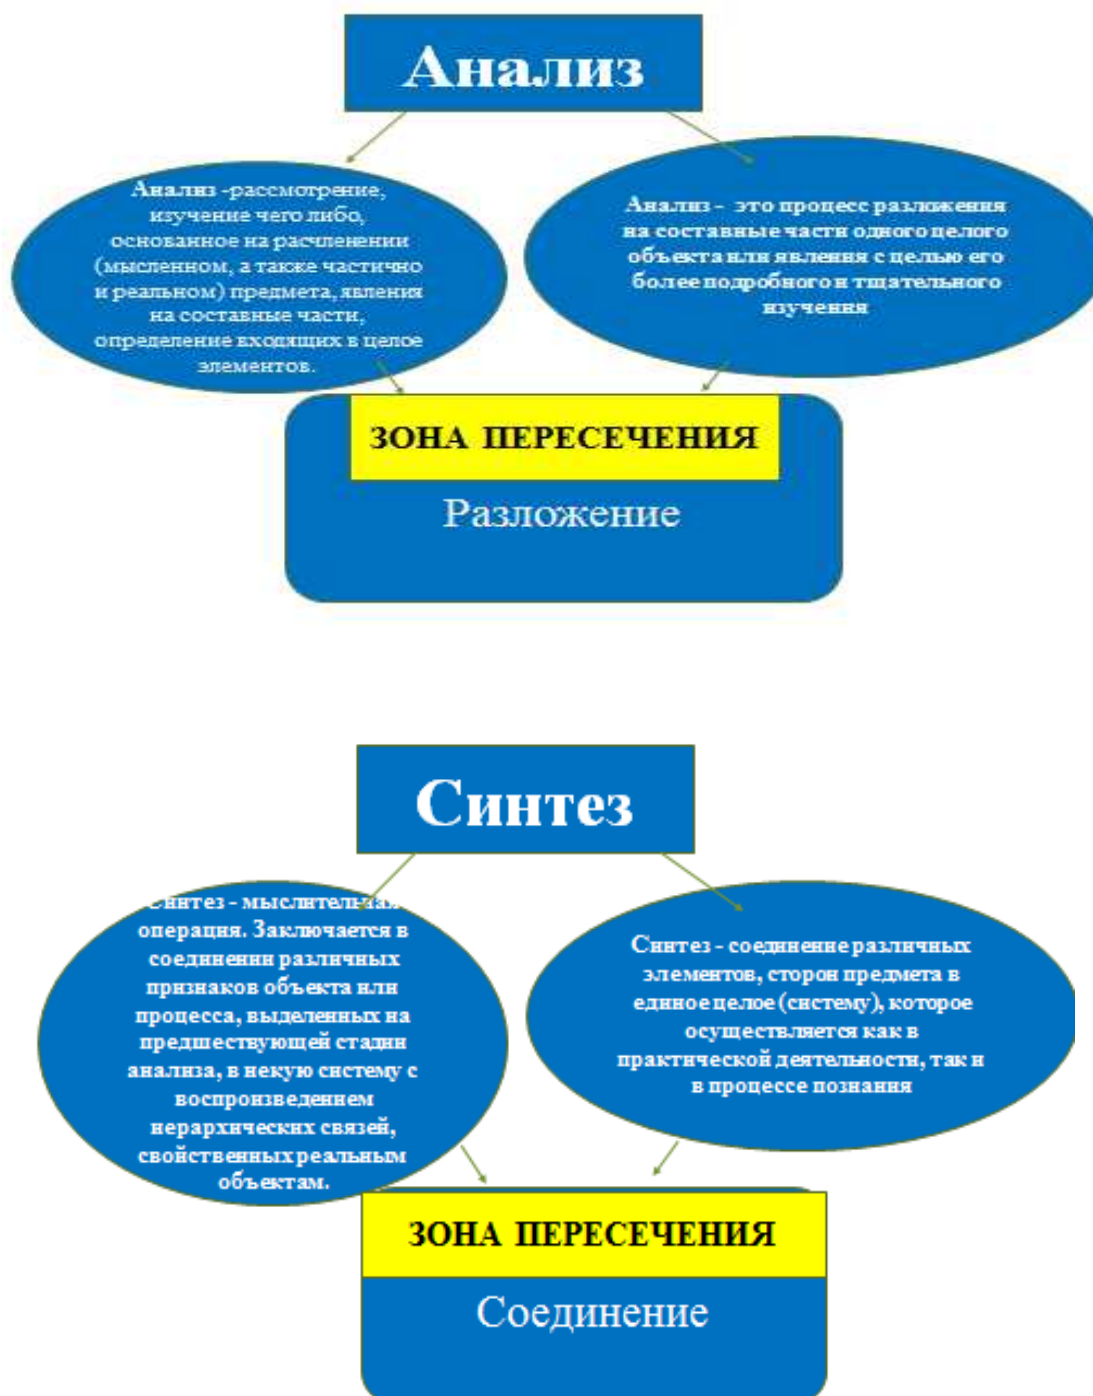 Анализ
Анализ -рассмотрение,
изучение чего либо,
основанное на расчленении
(мысленном, а также частично
и реальном) предмета, явления
на составные части,
определение входящих в целое
элементов.
Анализ - это процесс разложения
на составные части одного целого
объекта или явления с целью его
более подробного и тщательного
изучения
ЗОНА ПЕРЕСЕЧЕНИЯ
Разложение
Синтез
Синтез - мыслительная
операция. Заключается в
соединении различных
признаков объекта или
процесса, выделенных на
предшествующей стадии
анализа, в некую систему с
воспроизведением
иерархических связей,
свойственных реальным
объектам.
Синтез - соединение различных
элементов, сторон предмета в
единое целое (систему), которое
осуществляется как в
практической деятельности, так и
в процессе познания
ЗОНА ПЕРЕСЕЧЕНИЯ
Соединение